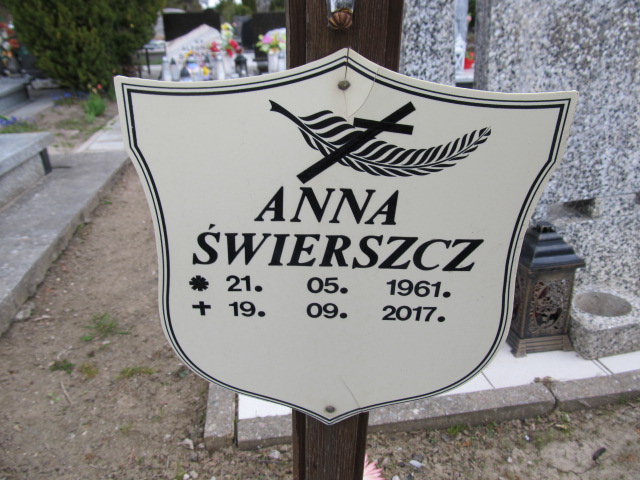 ANNA
ŚWIERSZCZ
* 21. 05. 1961.
+ 19. 09. 2017.